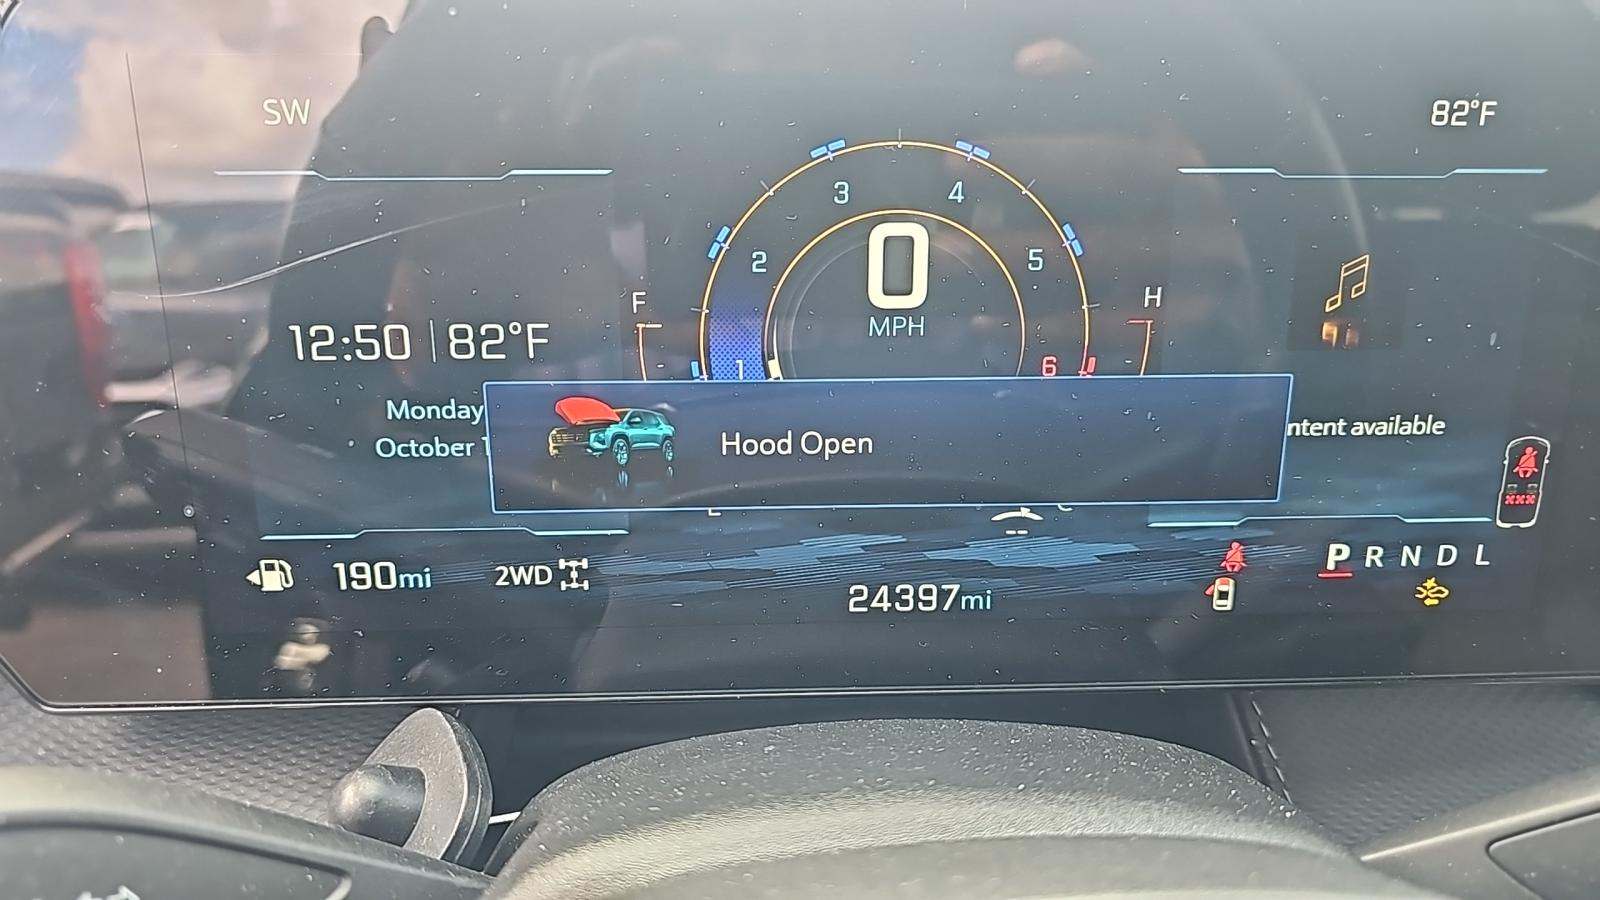 SW
82°F
3
4
2
5
0
MPH
F
H
12:50 | 82°F
1
6
Monday
October
Hood Open
ntent available
190mi
2WD
24397mi
P R N D L